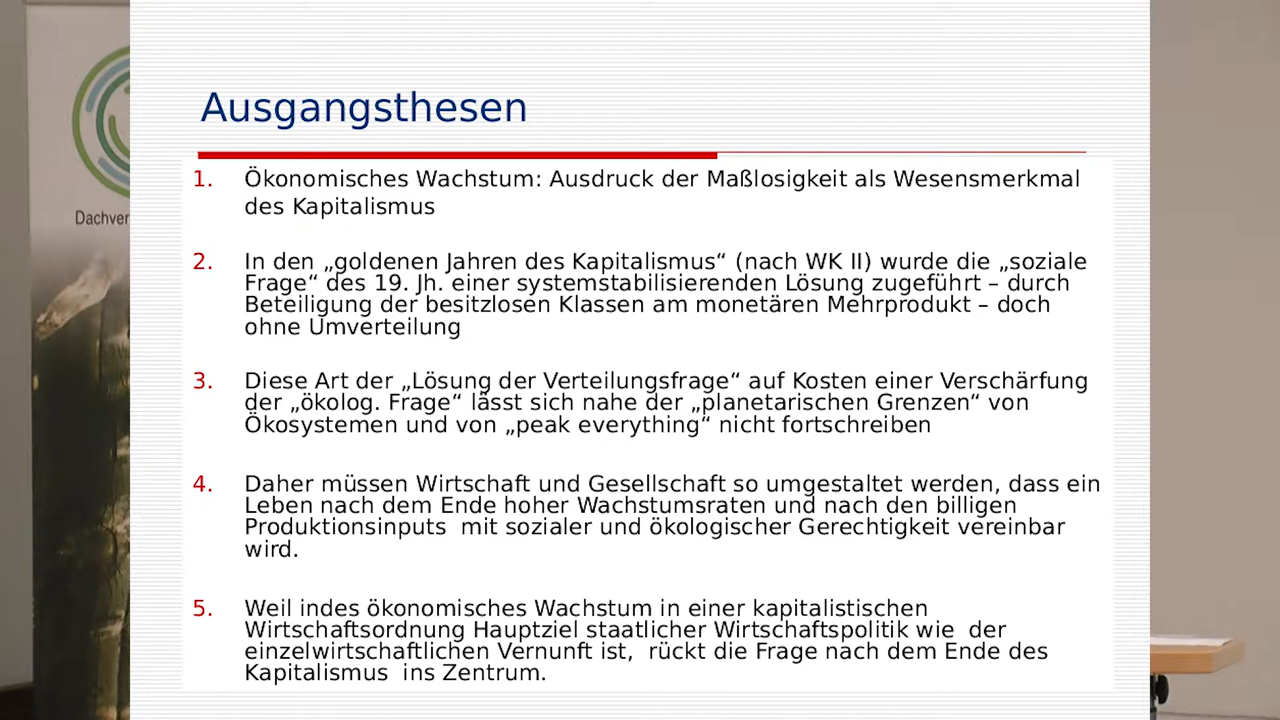 Dachver
Ausgangsthesen
1. Ökonomisches Wachstum: Ausdruck der Maßlosigkeit als Wesensmerkmal
des Kapitalismus
2. In den „goldenen Jahren des Kapitalismus“ (nach WK II) wurde die „soziale
Frage“ des 19. Jh. einer systemstabilisierenden Lösung zugeführt – durch
Beteiligung der besitzlosen Klassen am monetären Mehrprodukt – doch
ohne Umverteilung
3. Diese Art der „Lösung der Verteilungsfrage“ auf Kosten einer Verschärfung
der „ökolog. Frage“ lässt sich nahe der „planetarischen Grenzen“ von
Ökosystemen und von „peak everything“ nicht fortschreiben
4. Daher müssen Wirtschaft und Gesellschaft so umgestaltet werden, dass ein
Leben nach dem Ende hoher Wachstumsraten und nach den billigen
Produktionsinputs mit sozialer und ökologischer Gerechtigkeit vereinbar
wird.
5. Weil indes ökonomisches Wachstum in einer kapitalistischen
Wirtschaftsordnung Hauptziel staatlicher Wirtschaftspolitik wie der
einzelwirtschaftlichen Vernunft ist, rückt die Frage nach dem Ende des
Kapitalismus ins Zentrum.